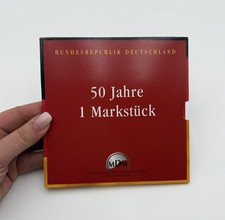 BUNDESREPUBLIK DEUTSCHLAND
50 Jahre
1 Markstück
MDM